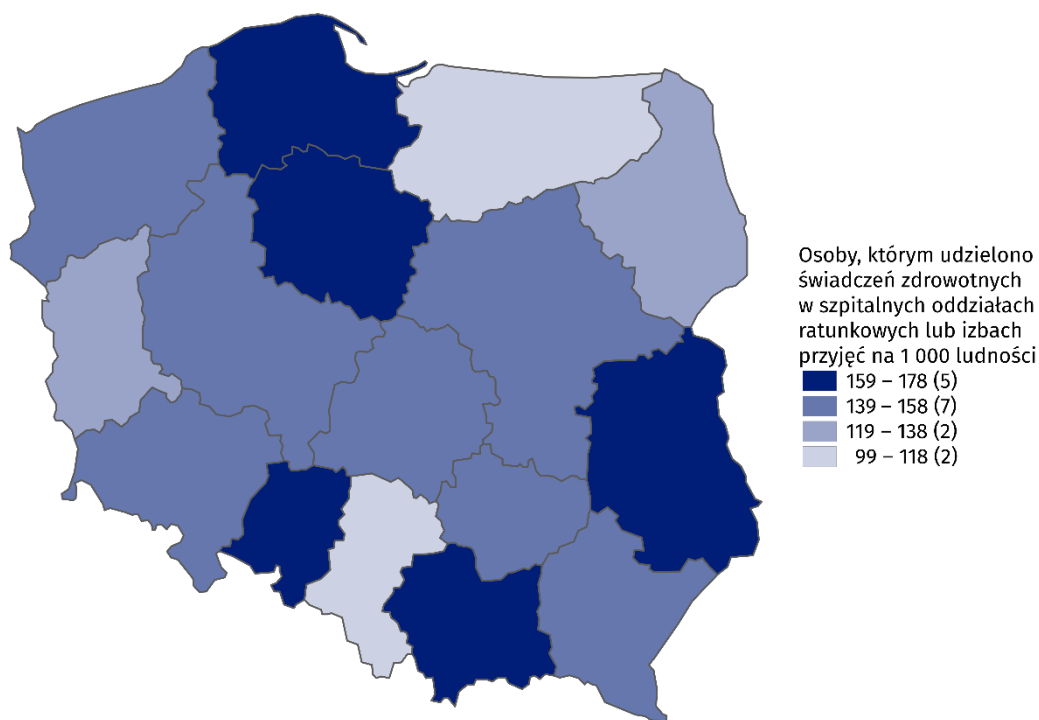 Osoby, którym udzielono
świadczeń zdrowotnych
w szpitalnych oddziałach
ratunkowych lub izbach
przyjęć na 1 000 ludności
159 – 178 (5)
139 – 158 (7)
119 – 138 (2)
99 – 118 (2)